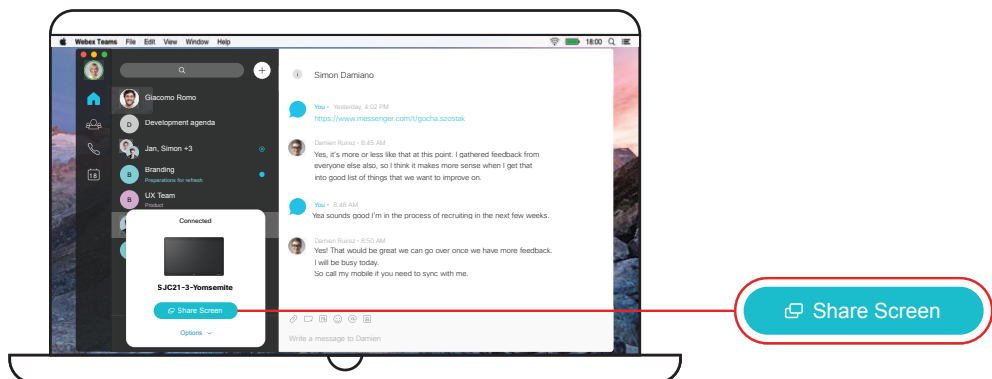 Webex Teams File Edit View Window Help
18:00
Giacomo Romo
D
Development agenda
Jan, Simon +3
18
B
Branding
Preparations for refresh
B
UX Team
Product
Connected
SJC21-3-Yomsemite
Share Screen
Options
Simon Damiano
You • Yesterday, 4:02 PM
https://www.messenger.com/t/gocha.szostak
Damien Ruirez • 8:45 AM
Yes, it's more or less like that at this point. I gathered feedback from
everyone else also, so I think it makes more sense when I get that
into good list of things that we want to improve on.
You • 8:46 AM
Yea sounds good I'm in the process of recruiting in the next few weeks.
Damien Ruirez • 8:50 AM
Yes! That would be great we can go over once we have more feedback.
I will be busy today.
So call my mobile if you need to sync with me.
Write a message to Damien
Share Screen